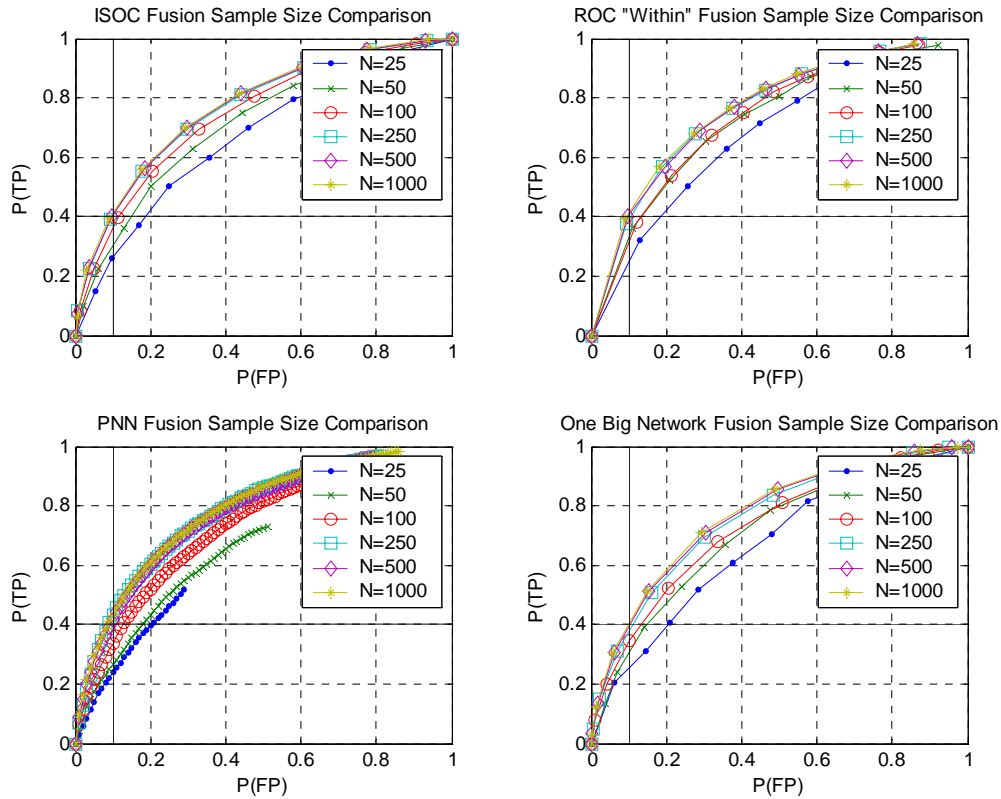 ISOC Fusion Sample Size Comparison
1
0.8
0.6
0.4
0.2
0
P(TP)
0
0.2
0.4
0.6
0.8
1
P(FP)
N=25
N=50
N=100
N=250
N=500
N=1000
ROC "Within" Fusion Sample Size Comparison
1
0.8
0.6
0.4
0.2
0
P(TP)
0
0.2
0.4
0.6
0.8
1
P(FP)
N=25
N=50
N=100
N=250
N=500
N=1000
PNN Fusion Sample Size Comparison
1
0.8
0.6
0.4
0.2
0
P(TP)
0
0.2
0.4
0.6
0.8
1
P(FP)
N=25
N=50
N=100
N=250
N=500
N=1000
One Big Network Fusion Sample Size Comparison
1
0.8
0.6
0.4
0.2
0
P(TP)
0
0.2
0.4
0.6
0.8
1
P(FP)
N=25
N=50
N=100
N=250
N=500
N=1000